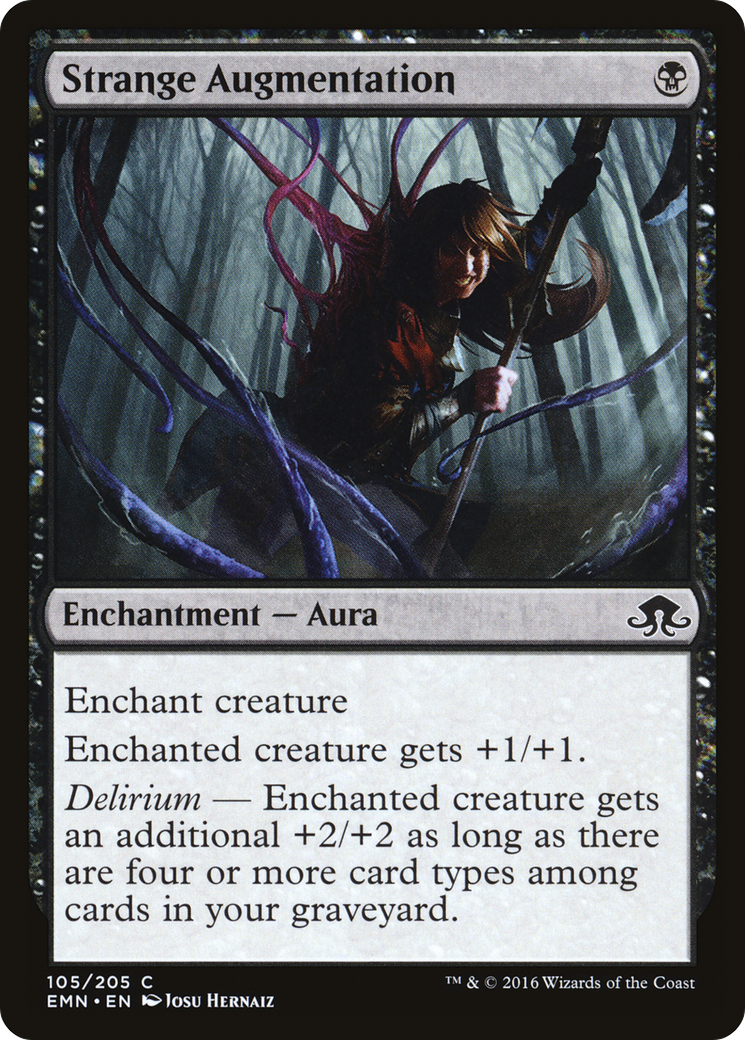 Strange Augmentation
Enchantment — Aura
Enchant creature
Enchanted creature gets +1/+1.
Delirium — Enchanted creature gets
an additional +2/+2 as long as there
are four or more card types among
cards in your graveyard.
105/205 C
™ & © 2016 Wizards of the Coast
EMN • EN Josu Hernaiz